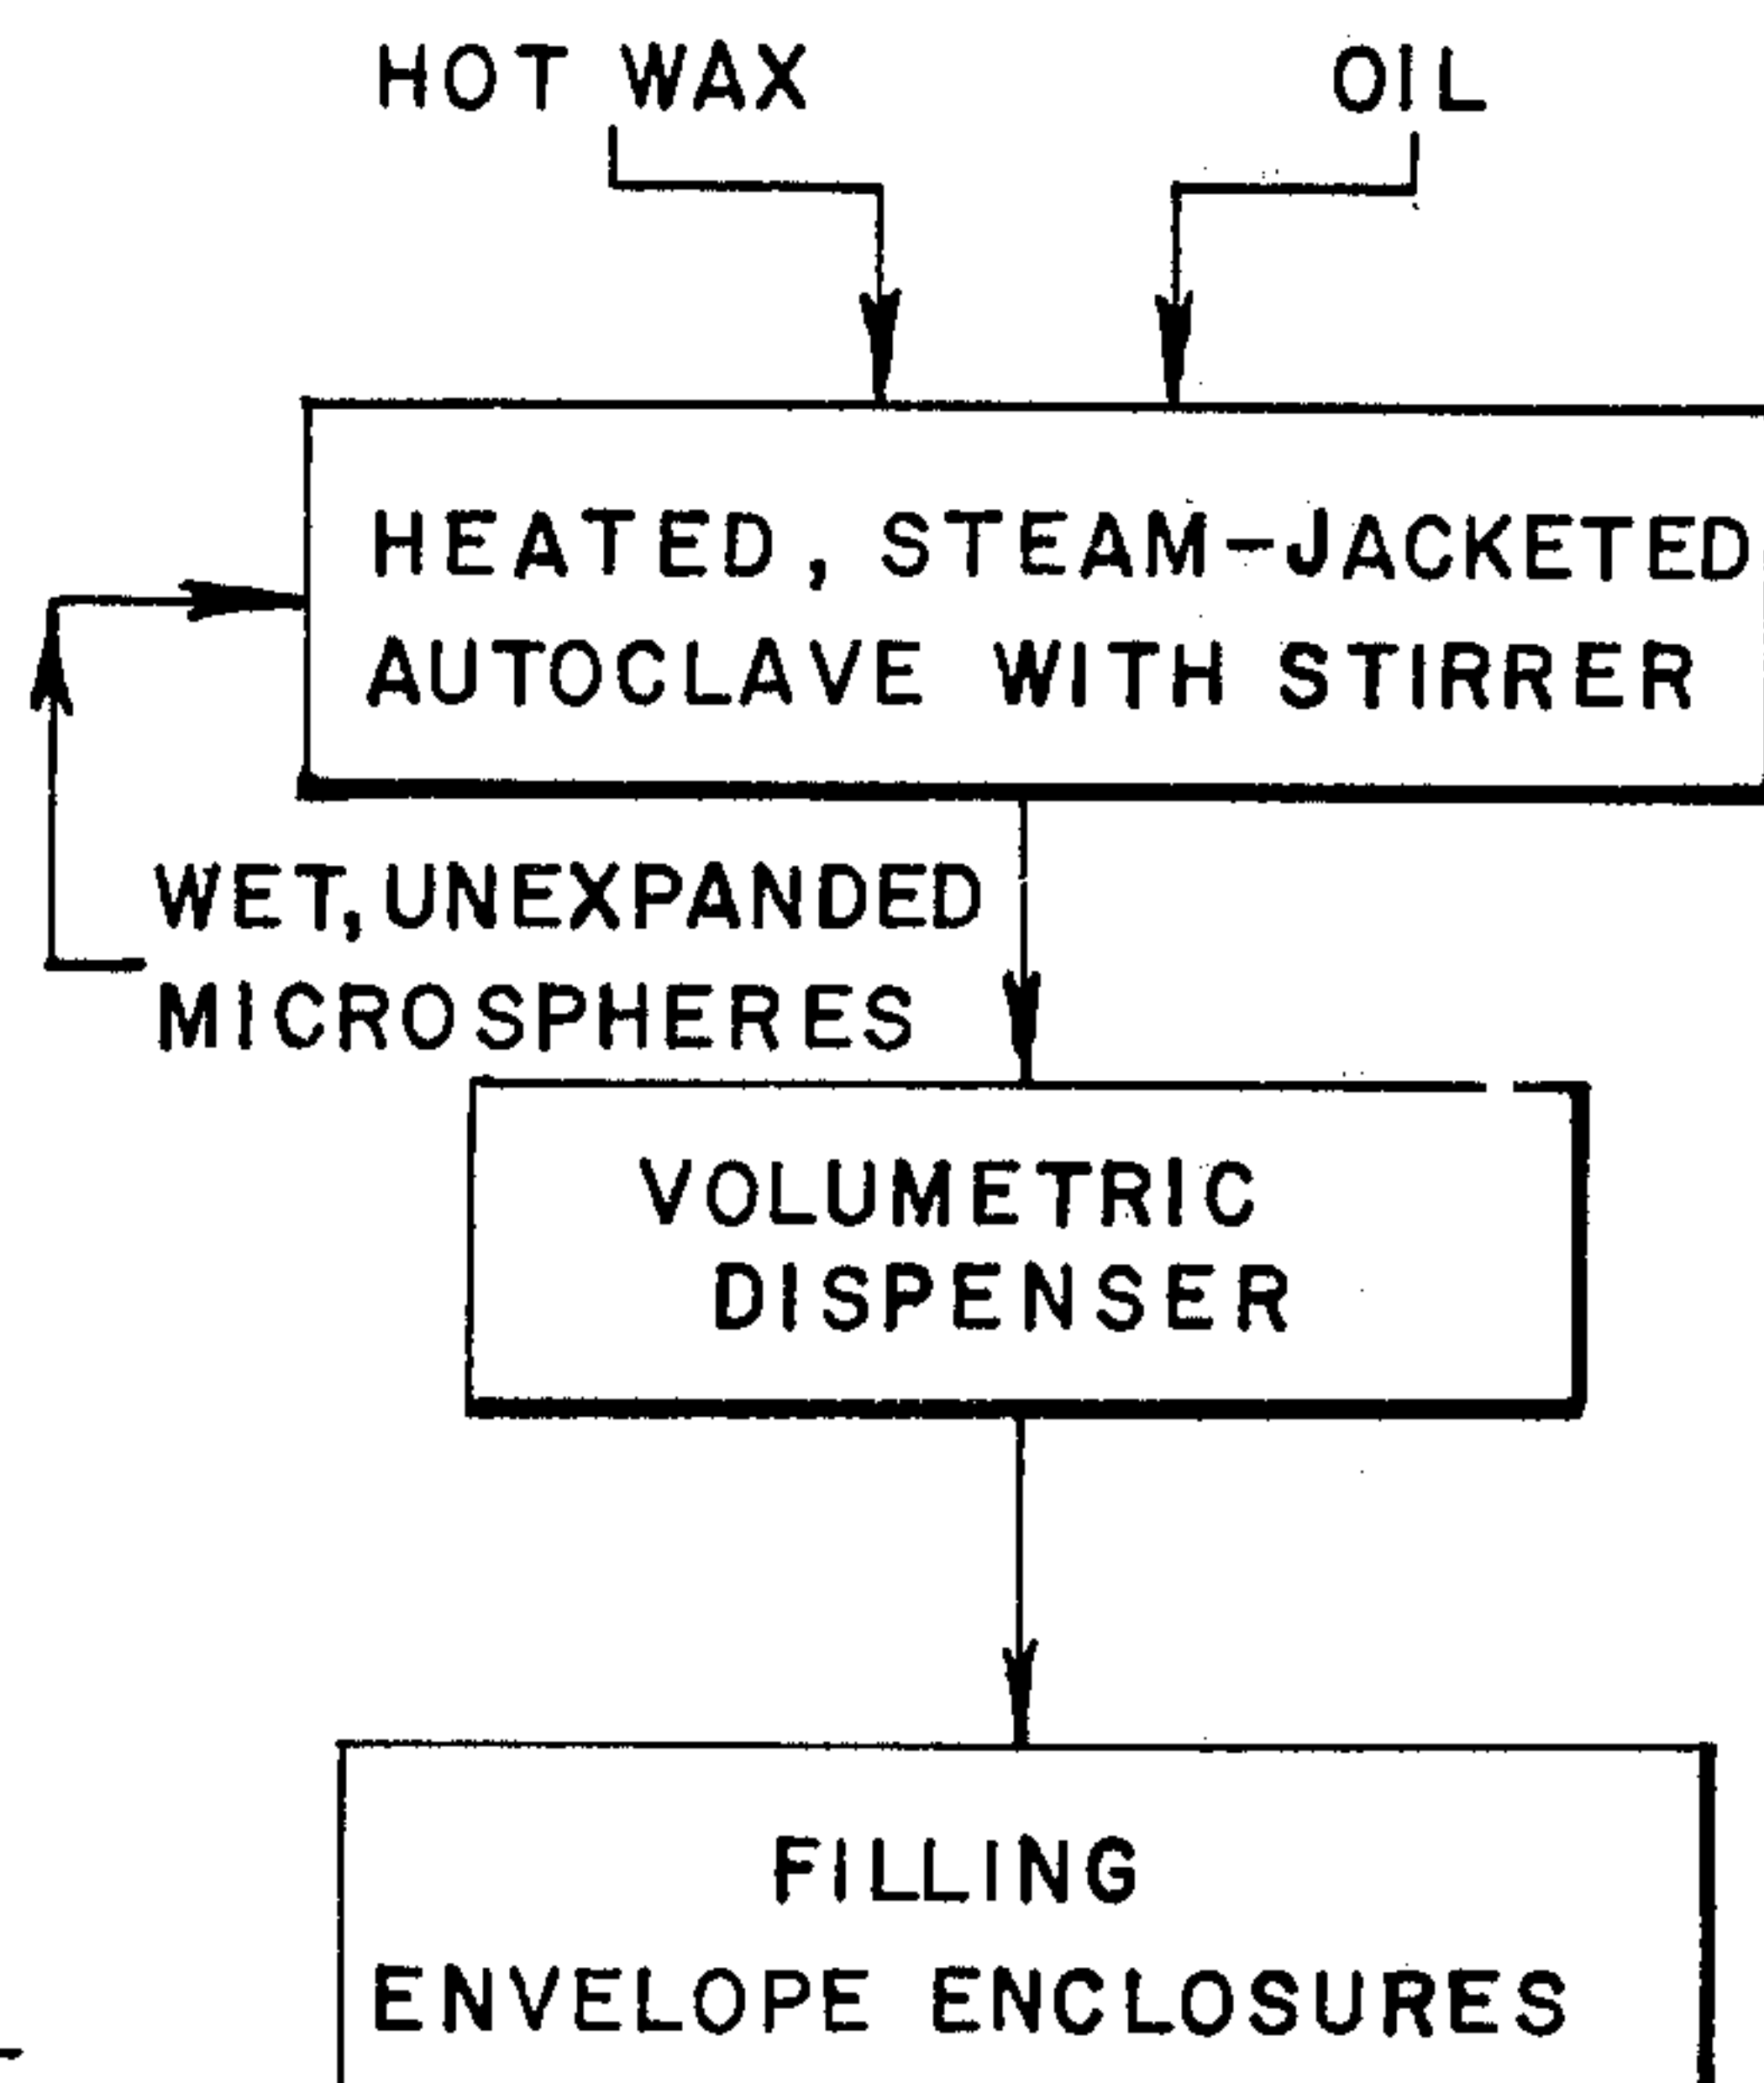 HOT WAX
OIL
HEATED, STEAM-JACKETED
AUTOCLAVE WITH STIRRER
WET, UNEXPANDED
MICROSPHERES
VOLUMETRIC
DISPENSER
FILLING
ENVELOPE ENCLOSURES